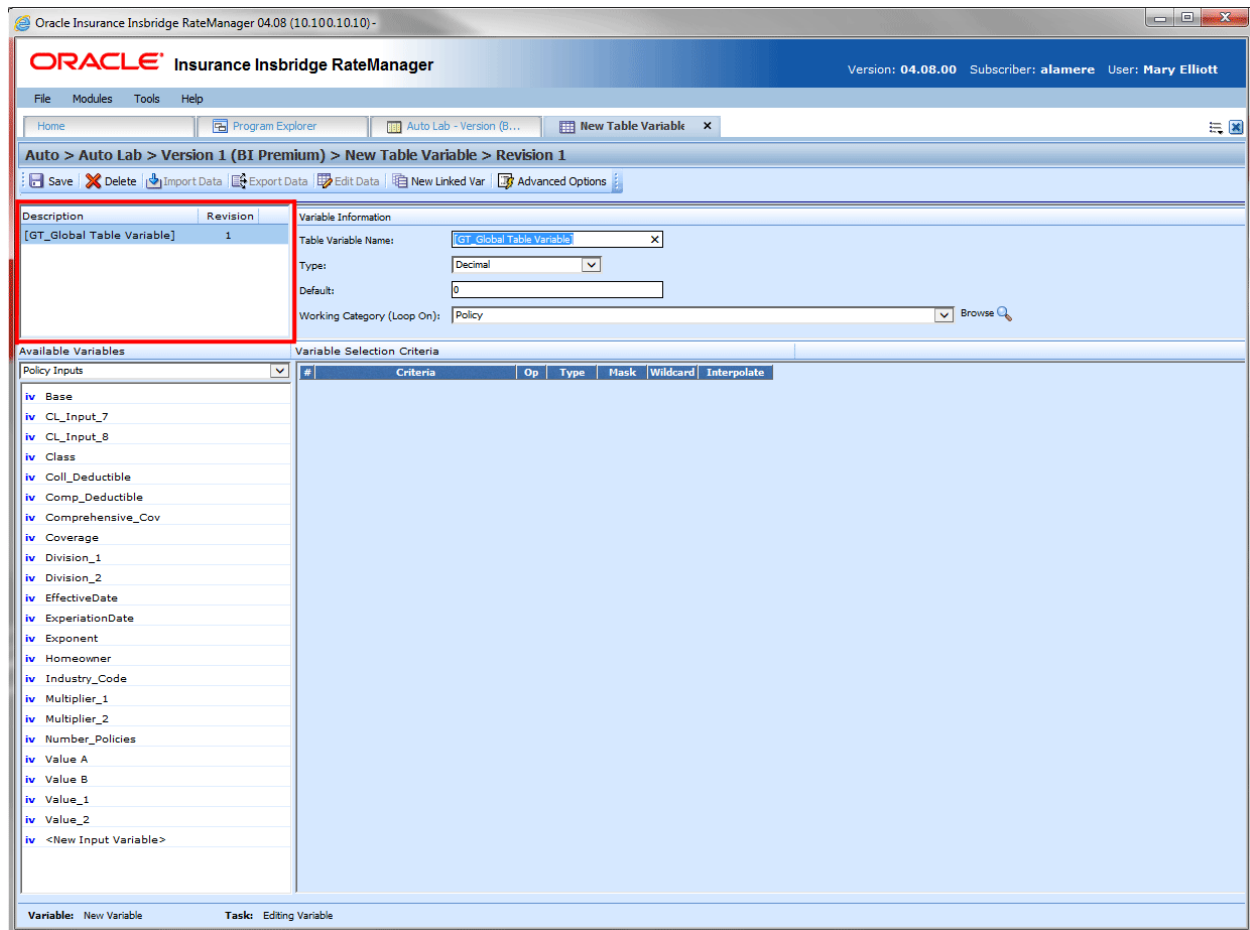 Oracle Insurance Insbridge RateManager 04.08 (10.100.10.10) -
ORACLE® Insurance Insbridge RateManager
Version: 04.08.00 Subscriber: alamere User: Mary Elliott
File Modules Tools Help
Home Program Explorer Auto Lab - Version (B... New Table Variable X
Auto > Auto Lab > Version 1 (BI Premium) > New Table Variable > Revision 1
Save Delete Import Data Export Data Edit Data New Linked Var Advanced Options
Description Revision
[GT_Global Table Variable] 1
Variable Information
Table Variable Name: [GT_Global Table Variable] X
Type: Decimal
Default: 0
Working Category (Loop On): Policy Browse
Available Variables
Policy Inputs
iv Base
iv CL_Input_7
iv CL_Input_8
iv Class
iv Coll_Deductible
iv Comp_Deductible
iv Comprehensive_Cov
iv Coverage
iv Division_1
iv Division_2
iv EffectiveDate
iv ExperiationDate
iv Exponent
iv Homeowner
iv Industry_Code
iv Multiplier_1
iv Multiplier_2
iv Number_Policies
iv Value A
iv Value B
iv Value_1
iv Value_2
iv <New Input Variable>
Variable Selection Criteria
# Criteria Op Type Mask Wildcard Interpolate
Variable: New Variable Task: Editing Variable